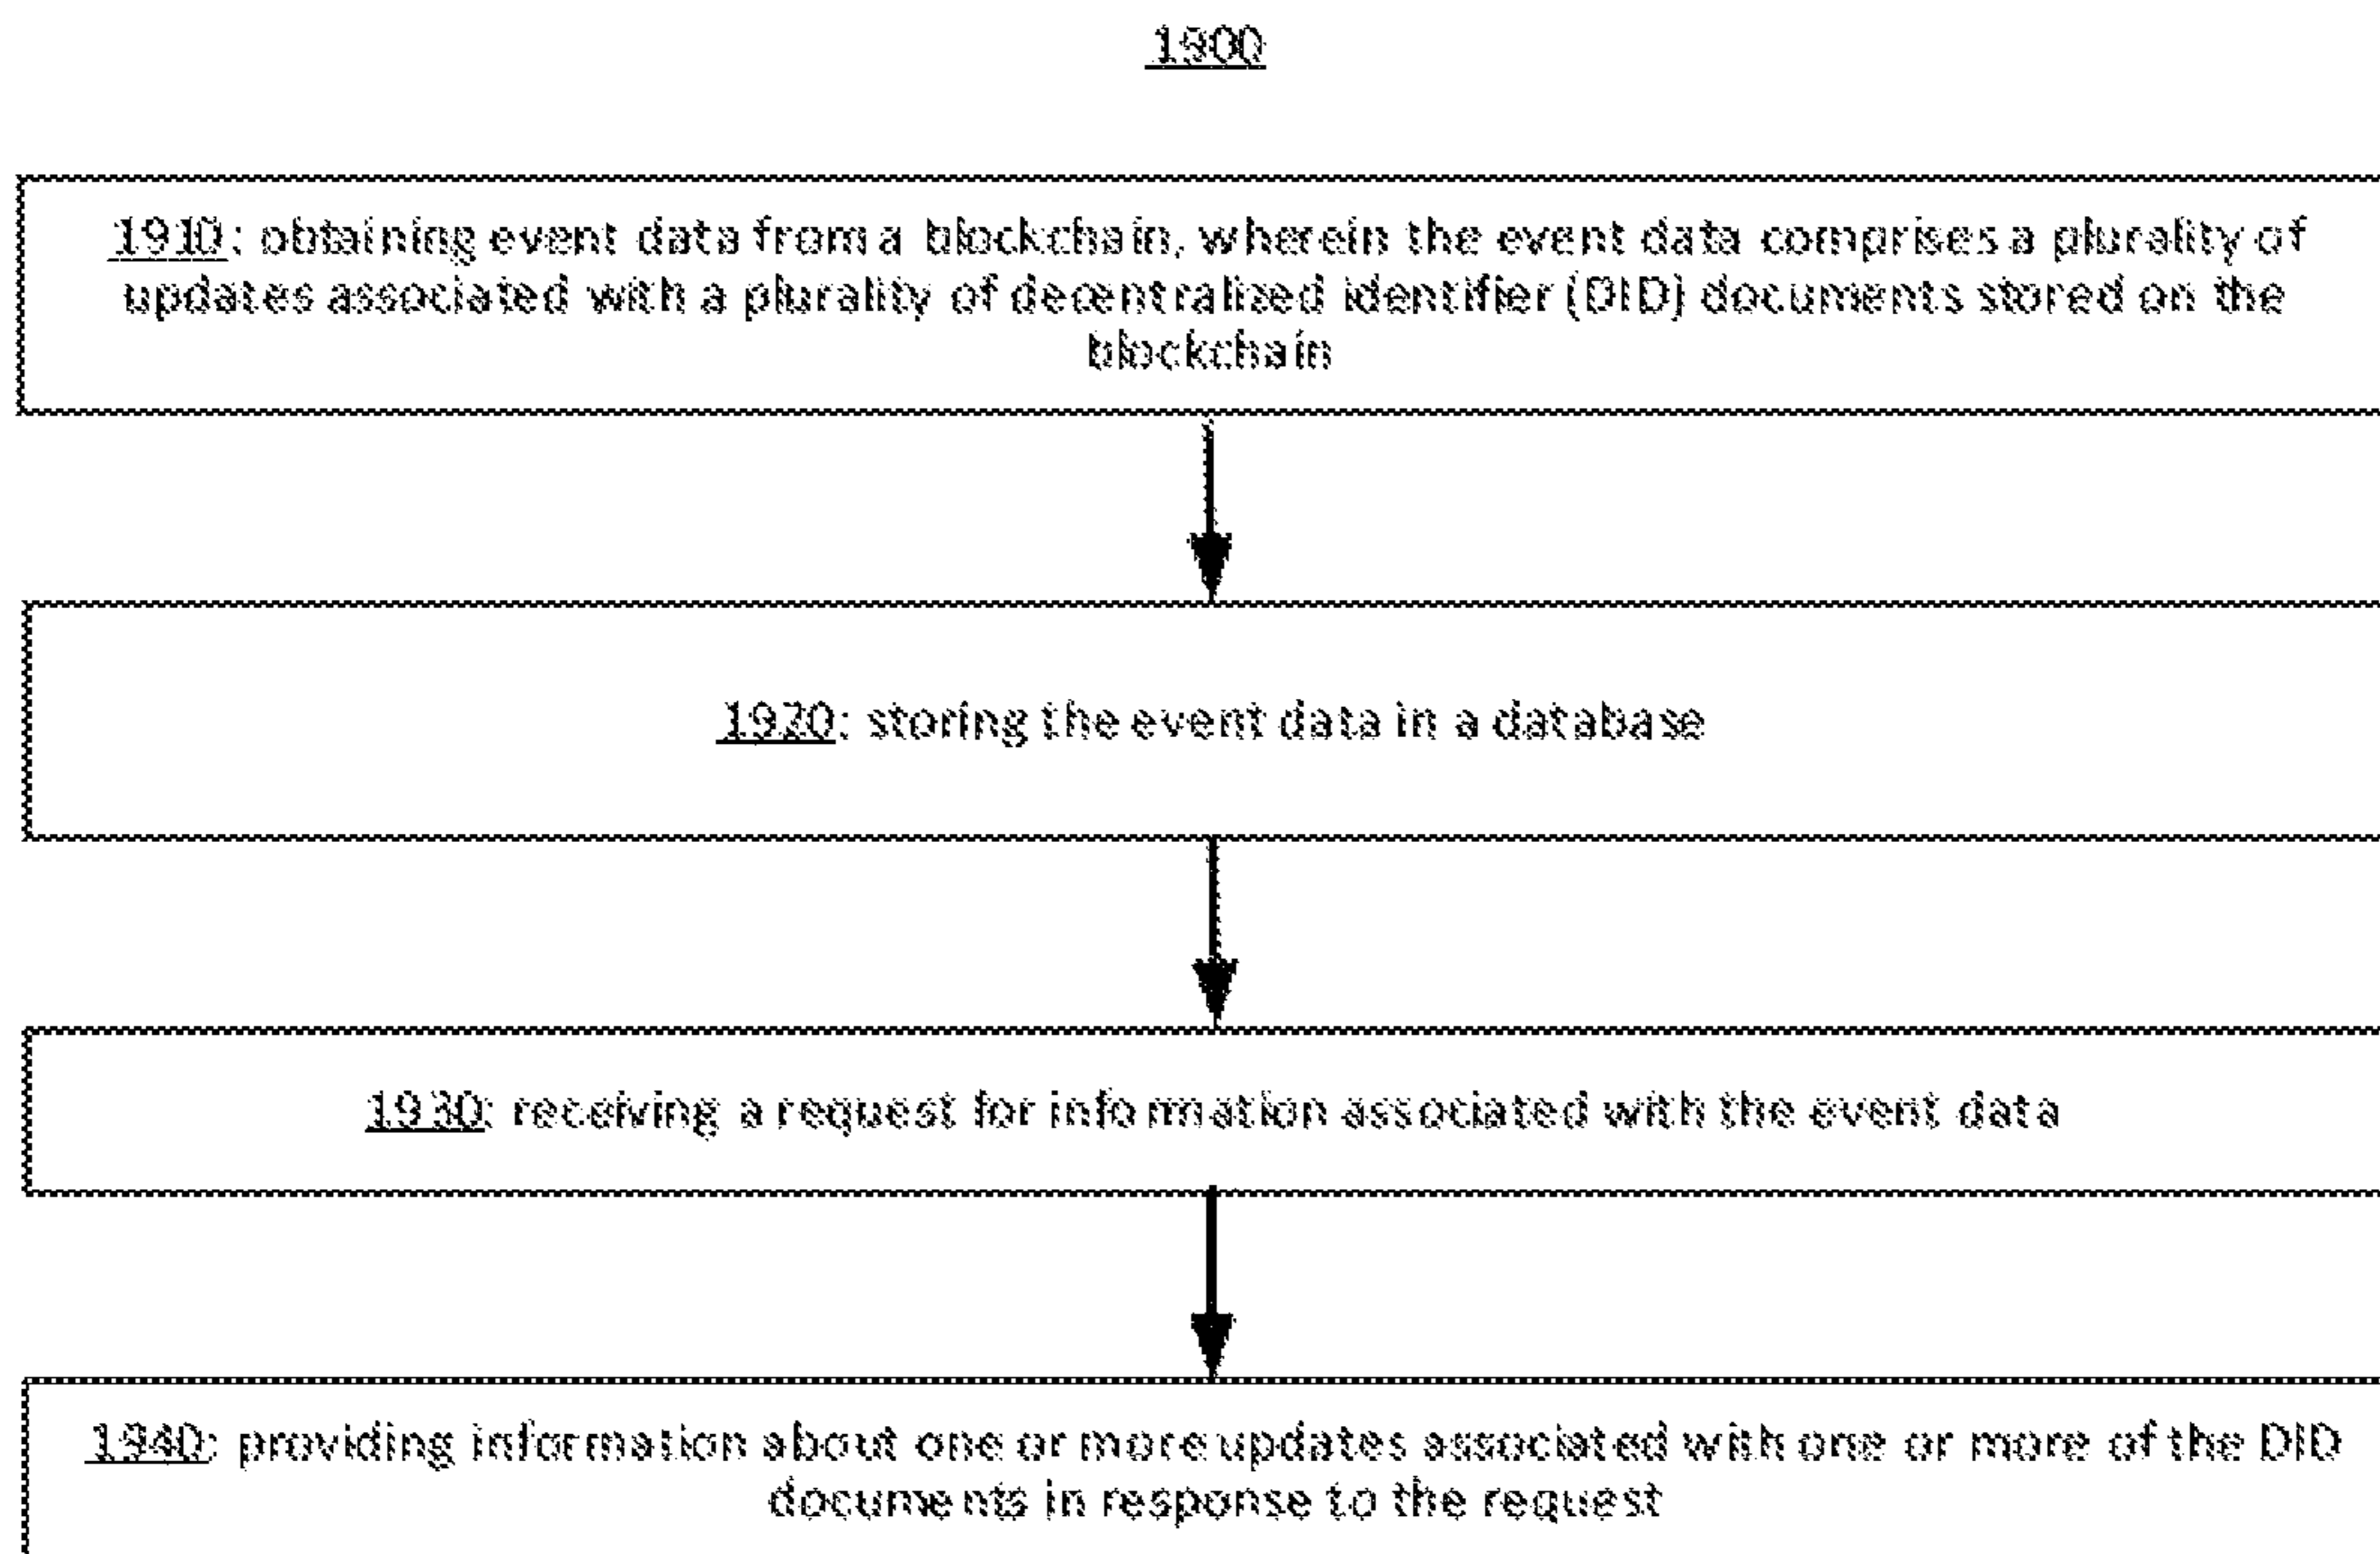 1900
1910: obtaining event data from a blockchain, wherein the event data comprises a plurality of
updates associated with a plurality of decentralized identifier (DID) documents stored on the
blockchain
1920: storing the event data in a database
1930: receiving a request for information associated with the event data
1940: providing information about one or more updates associated with one or more of the DID
documents in response to the request